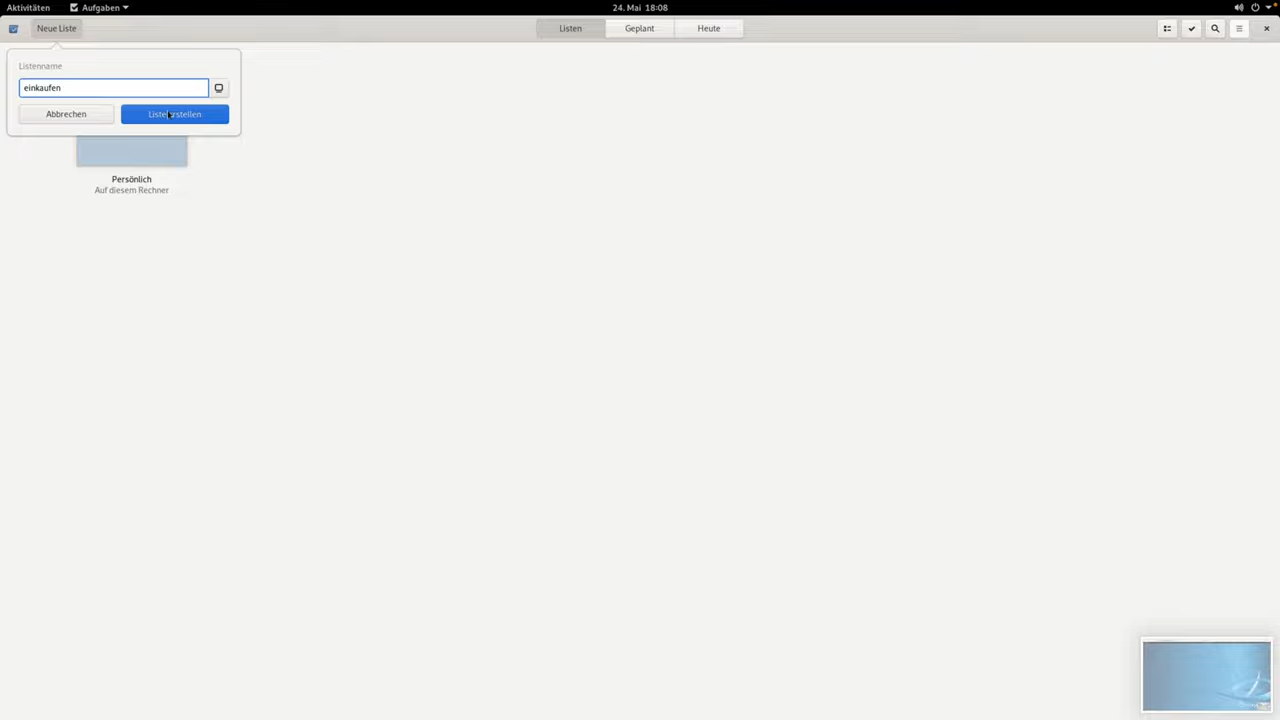 Aktivitäten Aufgaben 24. Mai 18:08
Neue Liste Listen Geplant Heute
Listenname
einkaufen
Abbrechen Liste erstellen
Persönlich
Auf diesem Rechner